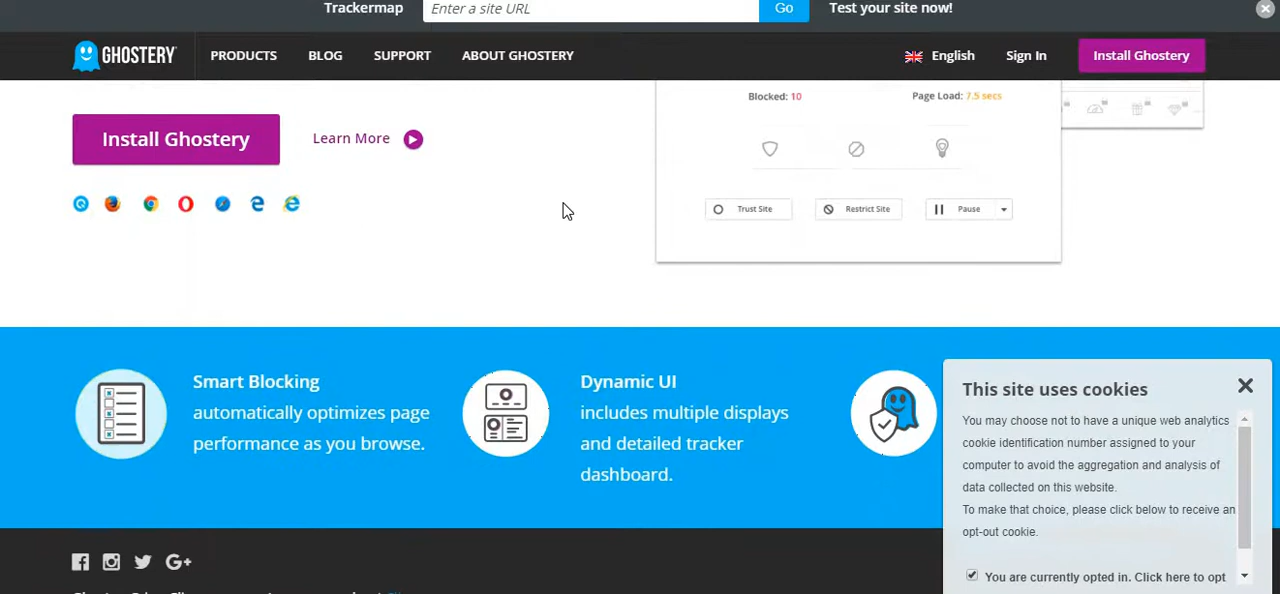 Trackermap Enter a site URL Go Test your site now!
GHOSTERY PRODUCTS BLOG SUPPORT ABOUT GHOSTERY English Sign In Install Ghostery
Blocked: 10 Page Load: 7.5 secs
Install Ghostery Learn More
Trust Site Restrict Site Pause
Smart Blocking
automatically optimizes page
performance as you browse.
Dynamic UI
includes multiple displays
and detailed tracker
dashboard.
This site uses cookies
You may choose not to have a unique web analytics
cookie identification number assigned to your
computer to avoid the aggregation and analysis of
data collected on this website.
To make that choice, please click below to receive an
opt-out cookie.
You are currently opted in. Click here to opt